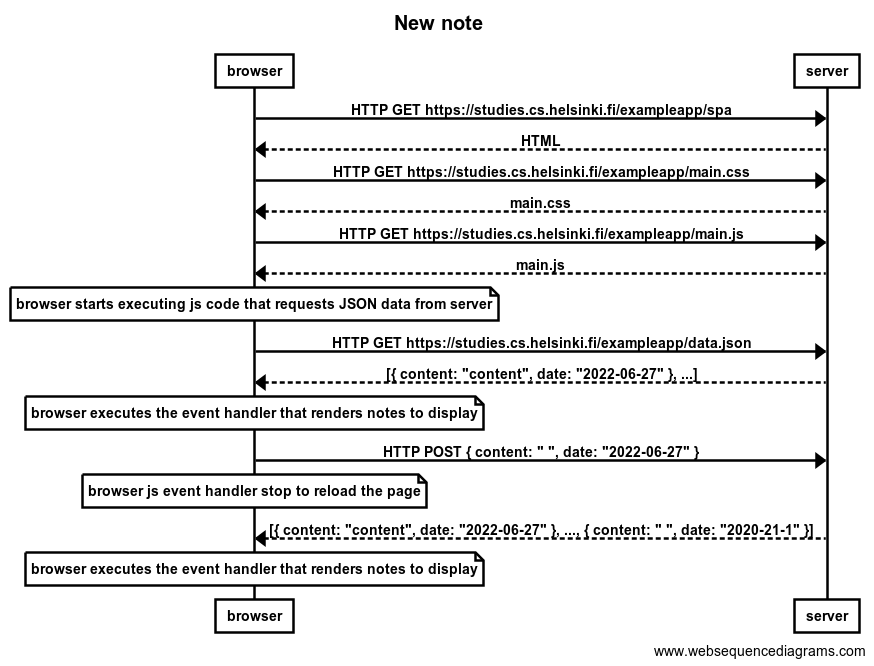 New note
browser
server
HTTP GET https://studies.cs.helsinki.fi/exampleapp/spa
HTML
HTTP GET https://studies.cs.helsinki.fi/exampleapp/main.css
main.css
HTTP GET https://studies.cs.helsinki.fi/exampleapp/main.js
main.js
browser starts executing js code that requests JSON data from server
HTTP GET https://studies.cs.helsinki.fi/exampleapp/data.json
[{ content: "content", date: "2022-06-27" }, ...]
browser executes the event handler that renders notes to display
HTTP POST { content: " ", date: "2022-06-27" }
browser js event handler stop to reload the page
[{ content: "content", date: "2022-06-27" }, ..., { content: " ", date: "2020-21-1" }]
browser executes the event handler that renders notes to display
browser
server
www.websequencediagrams.com